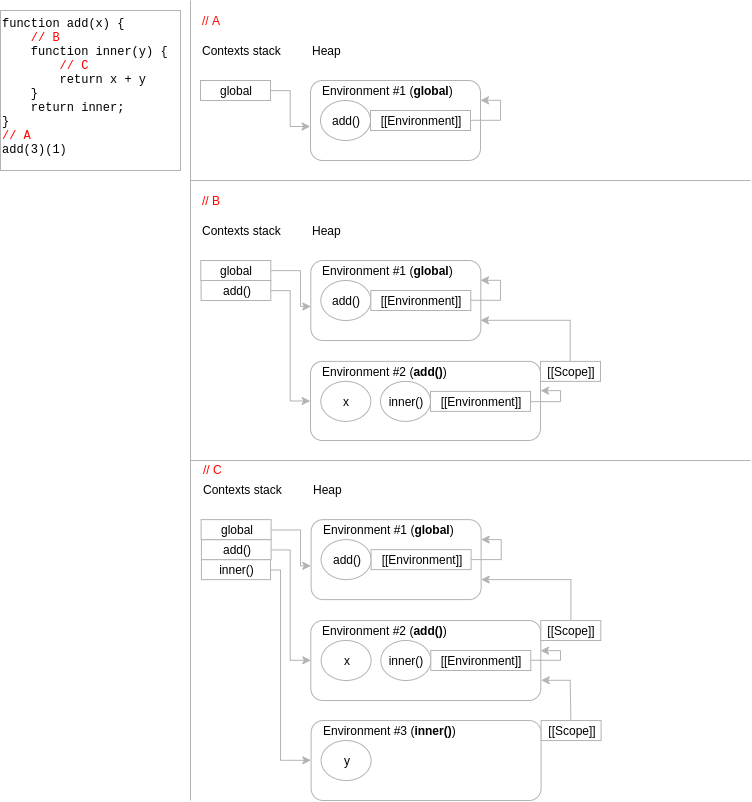 function add(x) {
// B
function inner(y) {
// C
return x + y
}
return inner;
}
// A
add(3)(1)
// A
Contexts stack Heap
global
Environment #1 (global)
add() [[Environment]]
// B
Contexts stack Heap
global
add()
Environment #1 (global)
add() [[Environment]]
Environment #2 (add())
[[Scope]]
x inner() [[Environment]]
// C
Contexts stack Heap
global
add()
inner()
Environment #1 (global)
add() [[Environment]]
Environment #2 (add())
[[Scope]]
x inner() [[Environment]]
Environment #3 (inner())
[[Scope]]
y